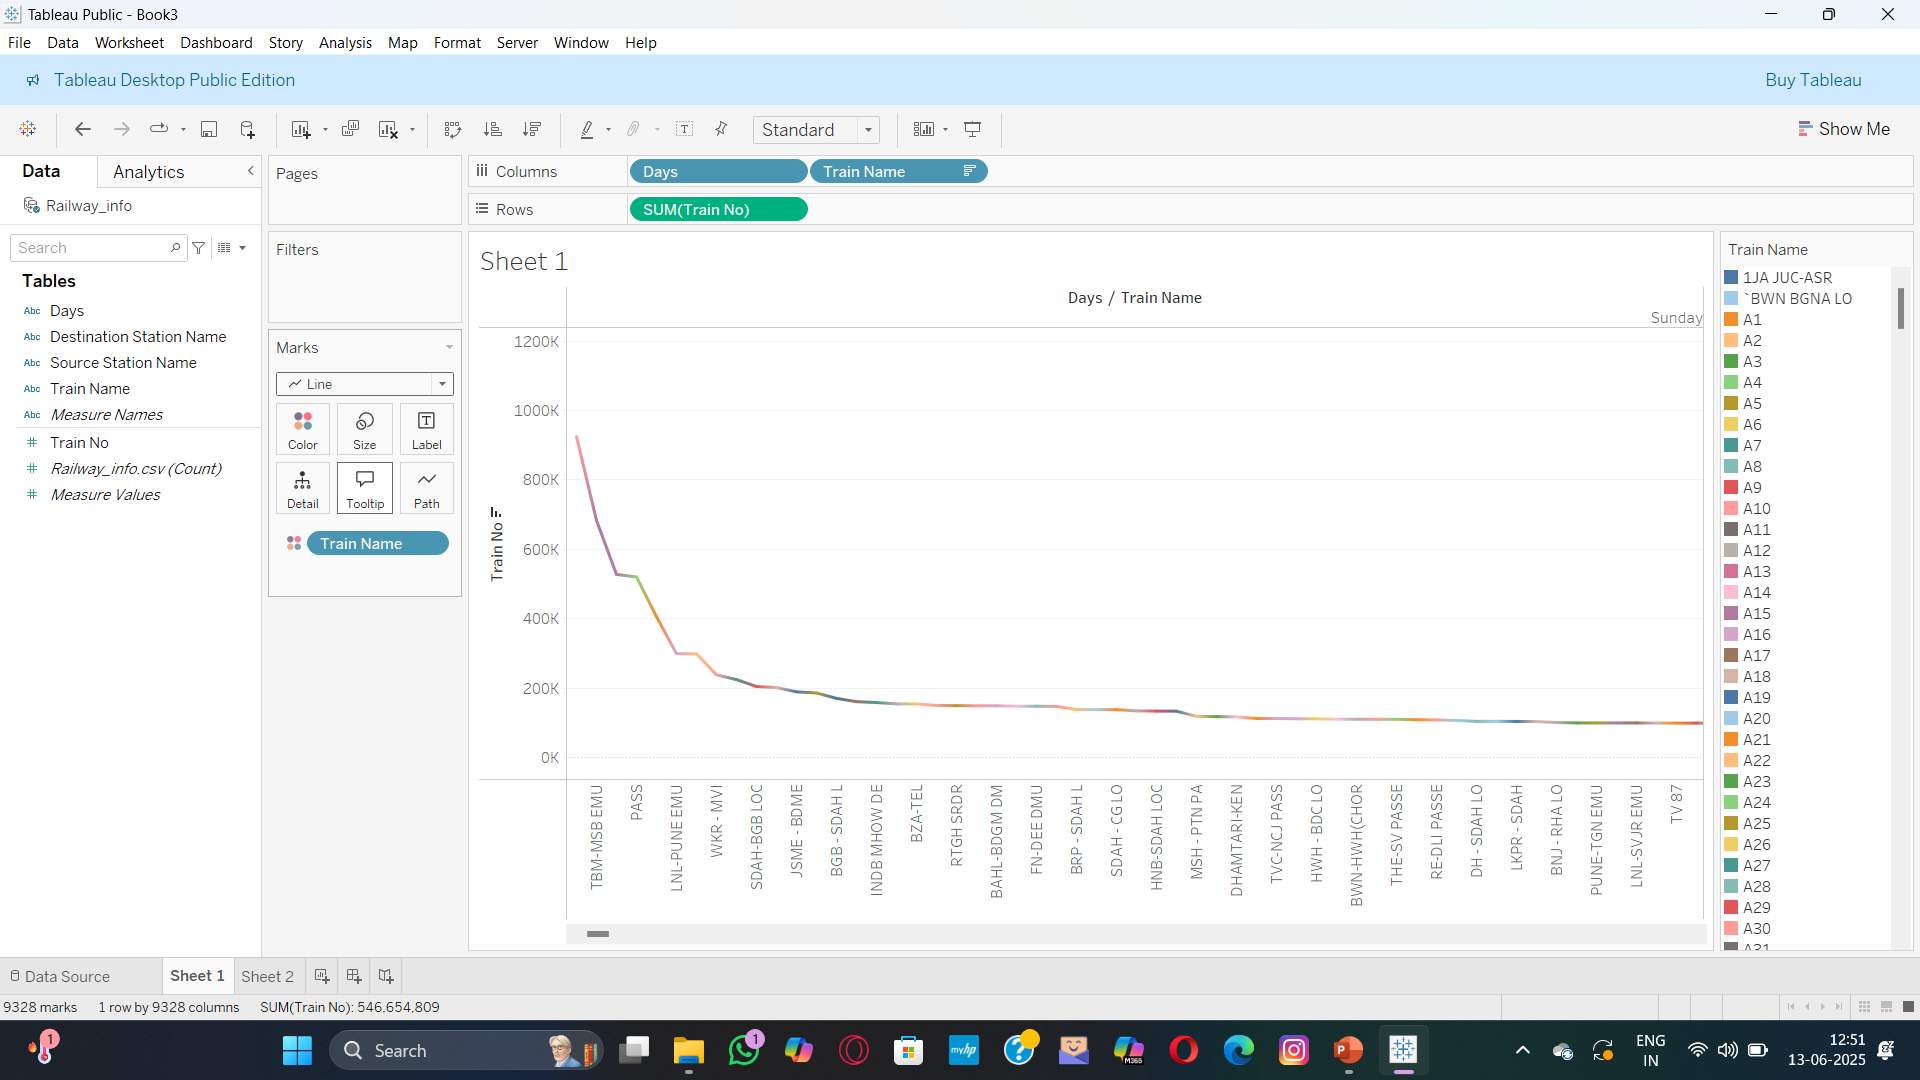 Tableau Public - Book3
File Data Worksheet Dashboard Story Analysis Map Format Server Window Help
Tableau Desktop Public Edition Buy Tableau
Standard Show Me
Data Analytics
Railway_info
Search
Tables
Abc Days
Abc Destination Station Name
Abc Source Station Name
Abc Train Name
Abc Measure Names
# Train No
# Railway_info.csv (Count)
# Measure Values
Pages
Filters
Marks
Line
Color Size Label
Detail Tooltip Path
Train Name
Columns Days Train Name
Rows SUM(Train No)
Sheet 1
Days / Train Name
Sunday
Train No
1200K
1000K
800K
600K
400K
200K
0K
TBM-MSB EMU
PASS
LNL-PUNE EMU
WKR - MVI
SDAH-BGB LOC
JSME - BDME
BGB - SDAH L
INDB MHOW DE
BZA-TEL
RTGH SRDR
BAHL-BDGM DM
FN-DEE DMU
BRP - SDAH L
SDAH - CG LO
HNB-SDAH LOC
MSH - PTN PA
DHAMTARI-KEN
TVC-NCJ PASS
HWH - BDC LO
BWN-HWH(CHOR
THE-SV PASSE
RE-DLI PASSE
DH - SDAH LO
LKPR - SDAH
BNJ - RHA LO
PUNE-TGN EMU
LNL-SVJR EMU
TV 87
Train Name
1JA JUC-ASR
`BWN BGNA LO
A1
A2
A3
A4
A5
A6
A7
A8
A9
A10
A11
A12
A13
A14
A15
A16
A17
A18
A19
A20
A21
A22
A23
A24
A25
A26
A27
A28
A29
A30
A31
Data Source Sheet 1 Sheet 2
9328 marks 1 row by 9328 columns SUM(Train No): 546,654,809
1 Search 1 myhp M365 ENG 12:51
IN 13-06-2025